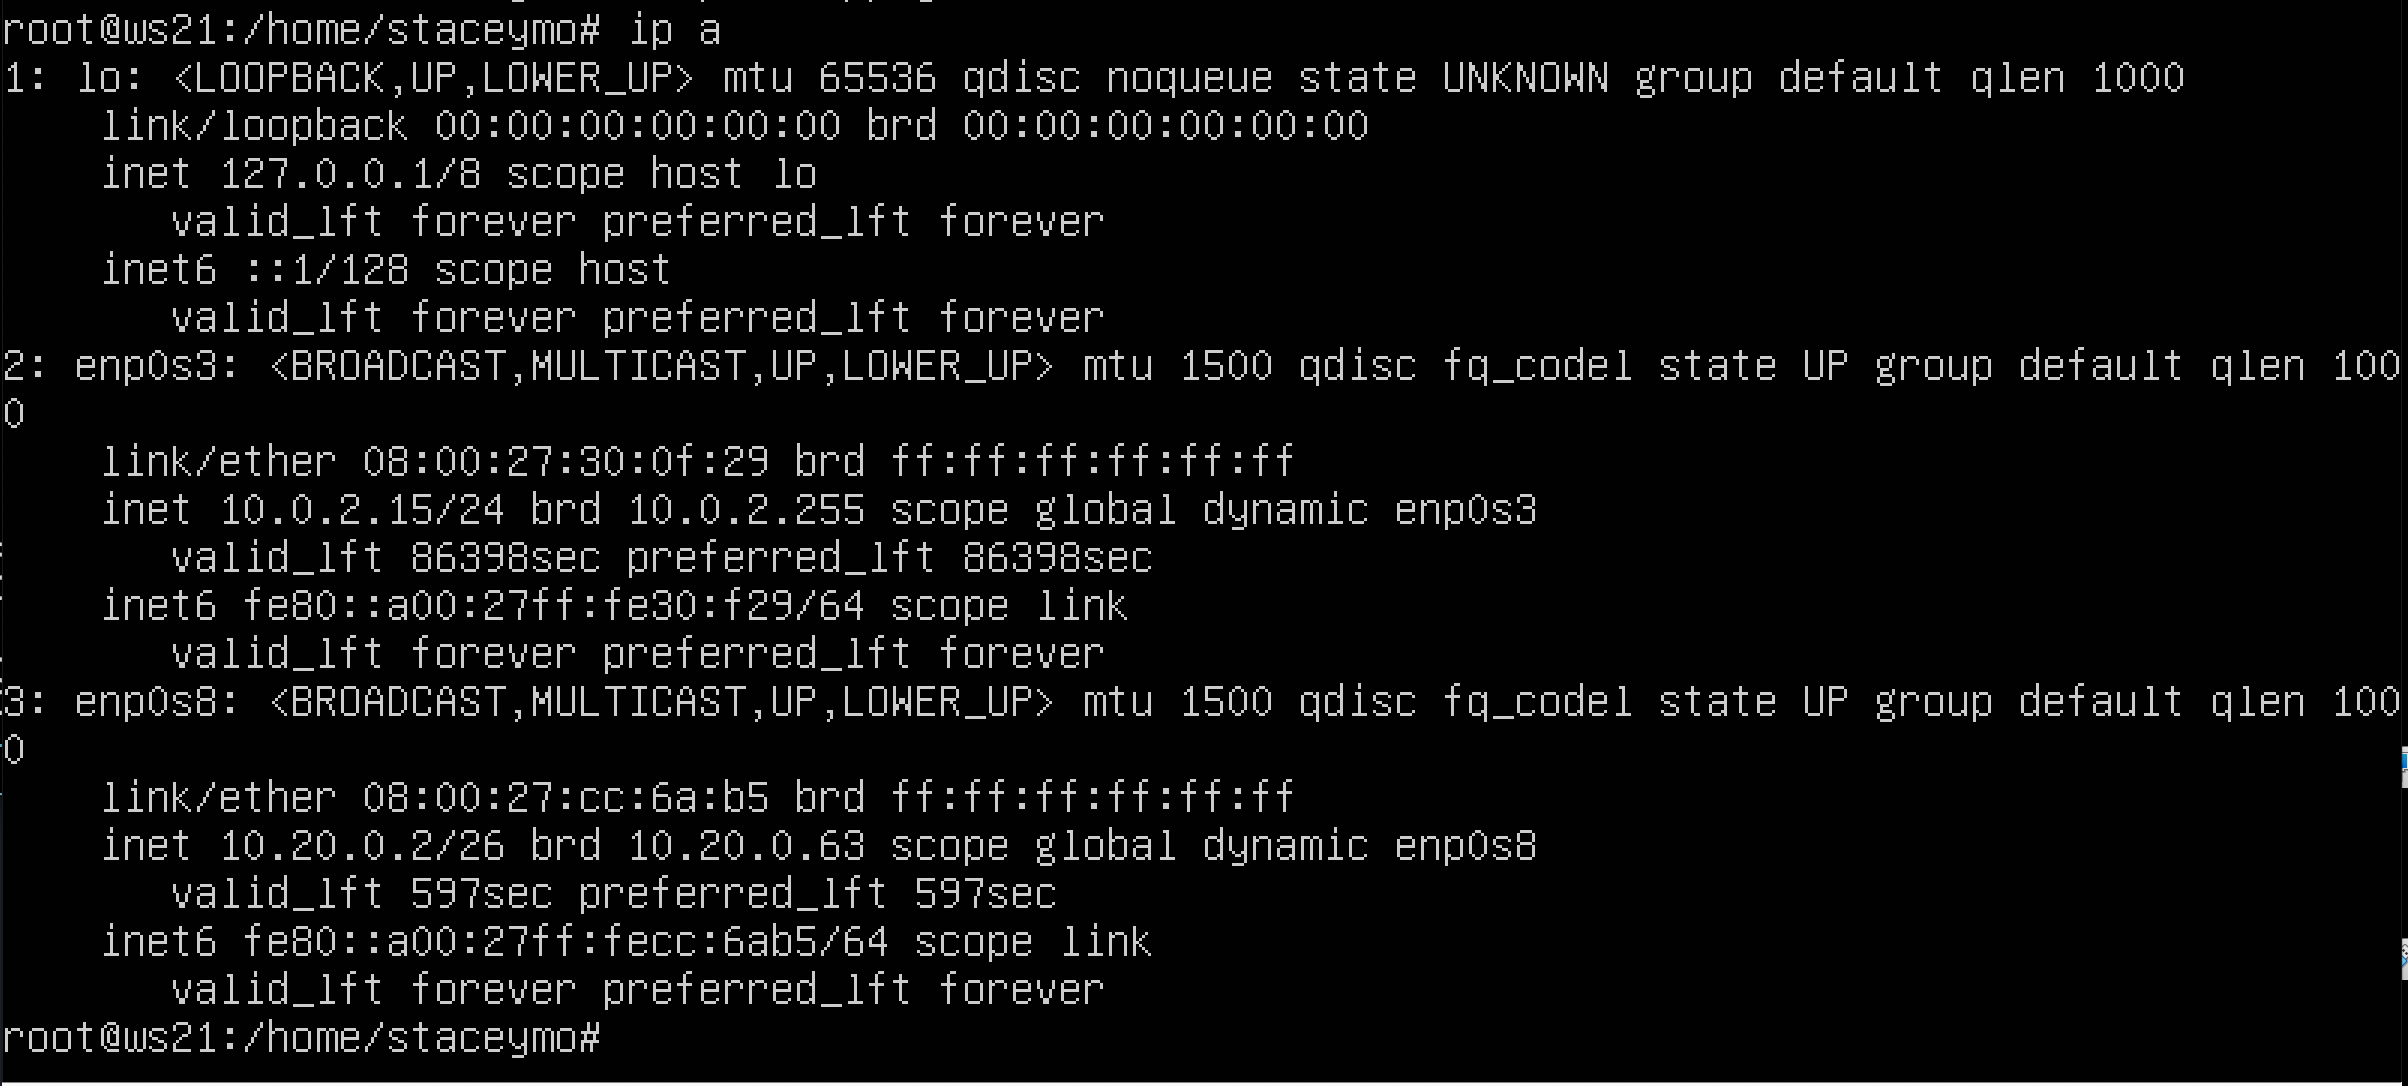 root@ws21:/home/staceymo# ip a
1: lo: <LOOPBACK,UP,LOWER_UP> mtu 65536 qdisc noqueue state UNKNOWN group default qlen 1000
    link/loopback 00:00:00:00:00:00 brd 00:00:00:00:00:00
    inet 127.0.0.1/8 scope host lo
       valid_lft forever preferred_lft forever
    inet6 ::1/128 scope host
       valid_lft forever preferred_lft forever
2: enp0s3: <BROADCAST,MULTICAST,UP,LOWER_UP> mtu 1500 qdisc fq_codel state UP group default qlen 100
0
    link/ether 08:00:27:30:0f:29 brd ff:ff:ff:ff:ff:ff
    inet 10.0.2.15/24 brd 10.0.2.255 scope global dynamic enp0s3
       valid_lft 86398sec preferred_lft 86398sec
    inet6 fe80::a00:27ff:fe30:f29/64 scope link
       valid_lft forever preferred_lft forever
3: enp0s8: <BROADCAST,MULTICAST,UP,LOWER_UP> mtu 1500 qdisc fq_codel state UP group default qlen 100
0
    link/ether 08:00:27:cc:6a:b5 brd ff:ff:ff:ff:ff:ff
    inet 10.20.0.2/26 brd 10.20.0.63 scope global dynamic enp0s8
       valid_lft 597sec preferred_lft 597sec
    inet6 fe80::a00:27ff:fecc:6ab5/64 scope link
       valid_lft forever preferred_lft forever
root@ws21:/home/staceymo#